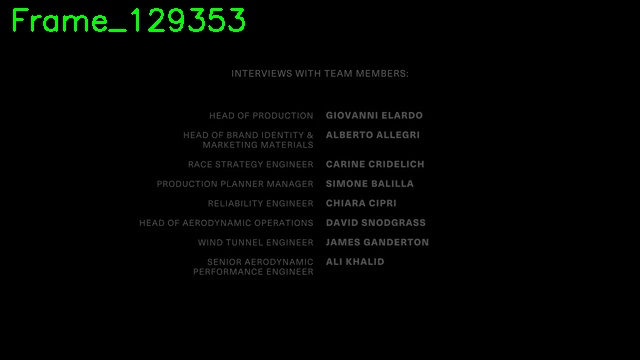 Frame_129353
INTERVIEWS WITH TEAM MEMBERS:
HEAD OF PRODUCTION GIOVANNI ELARDO
HEAD OF BRAND IDENTITY & ALBERTO ALLEGRI
MARKETING MATERIALS
RACE STRATEGY ENGINEER CARINE CRIDELICH
PRODUCTION PLANNER MANAGER SIMONE BALILLA
RELIABILITY ENGINEER CHIARA CIPRI
HEAD OF AERODYNAMIC OPERATIONS DAVID SNODGRASS
WIND TUNNEL ENGINEER JAMES GANDERTON
SENIOR AERODYNAMIC ALI KHALID
PERFORMANCE ENGINEER